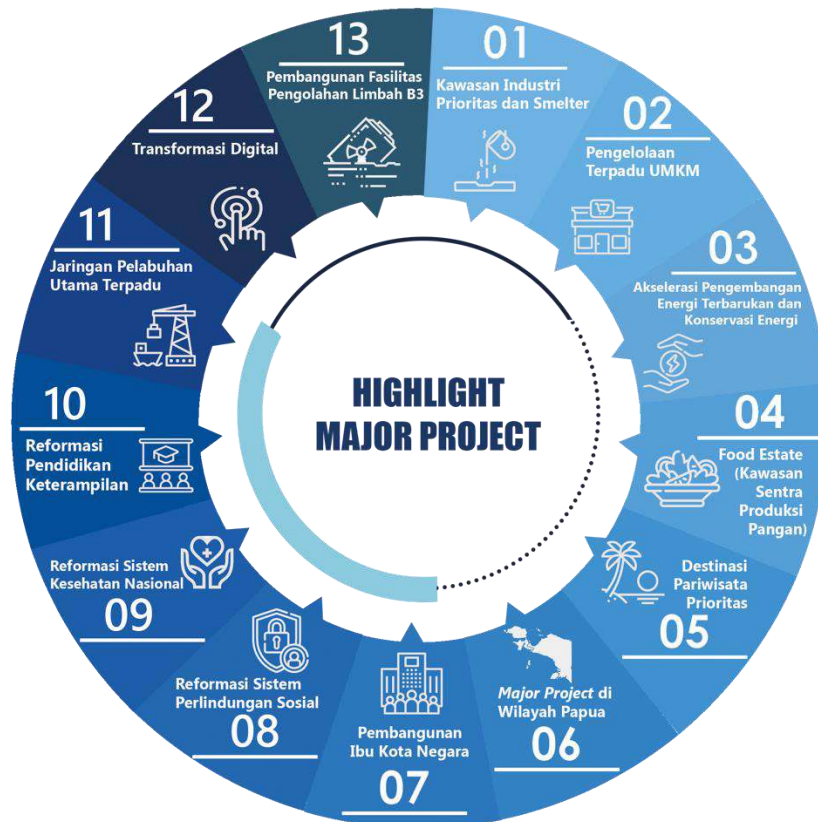 HIGHLIGHT
MAJOR PROJECT
01
Kawasan Industri
Prioritas dan Smelter
02
Pengelolaan
Terpadu UMKM
03
Akselerasi Pengembangan
Energi Terbarukan dan
Konservasi Energi
04
Food Estate
(Kawasan
Sentra
Produksi
Pangan)
Destinasi
Pariwisata
Prioritas
05
Major Project di
Wilayah Papua
06
Pembangunan
Ibu Kota Negara
07
Reformasi Sistem
Perlindungan Sosial
08
Reformasi Sistem
Kesehatan Nasional
09
10
Reformasi
Pendidikan
Keterampilan
11
Jaringan Pelabuhan
Utama Terpadu
12
Transformasi Digital
13
Pembangunan Fasilitas
Pengolahan Limbah B3